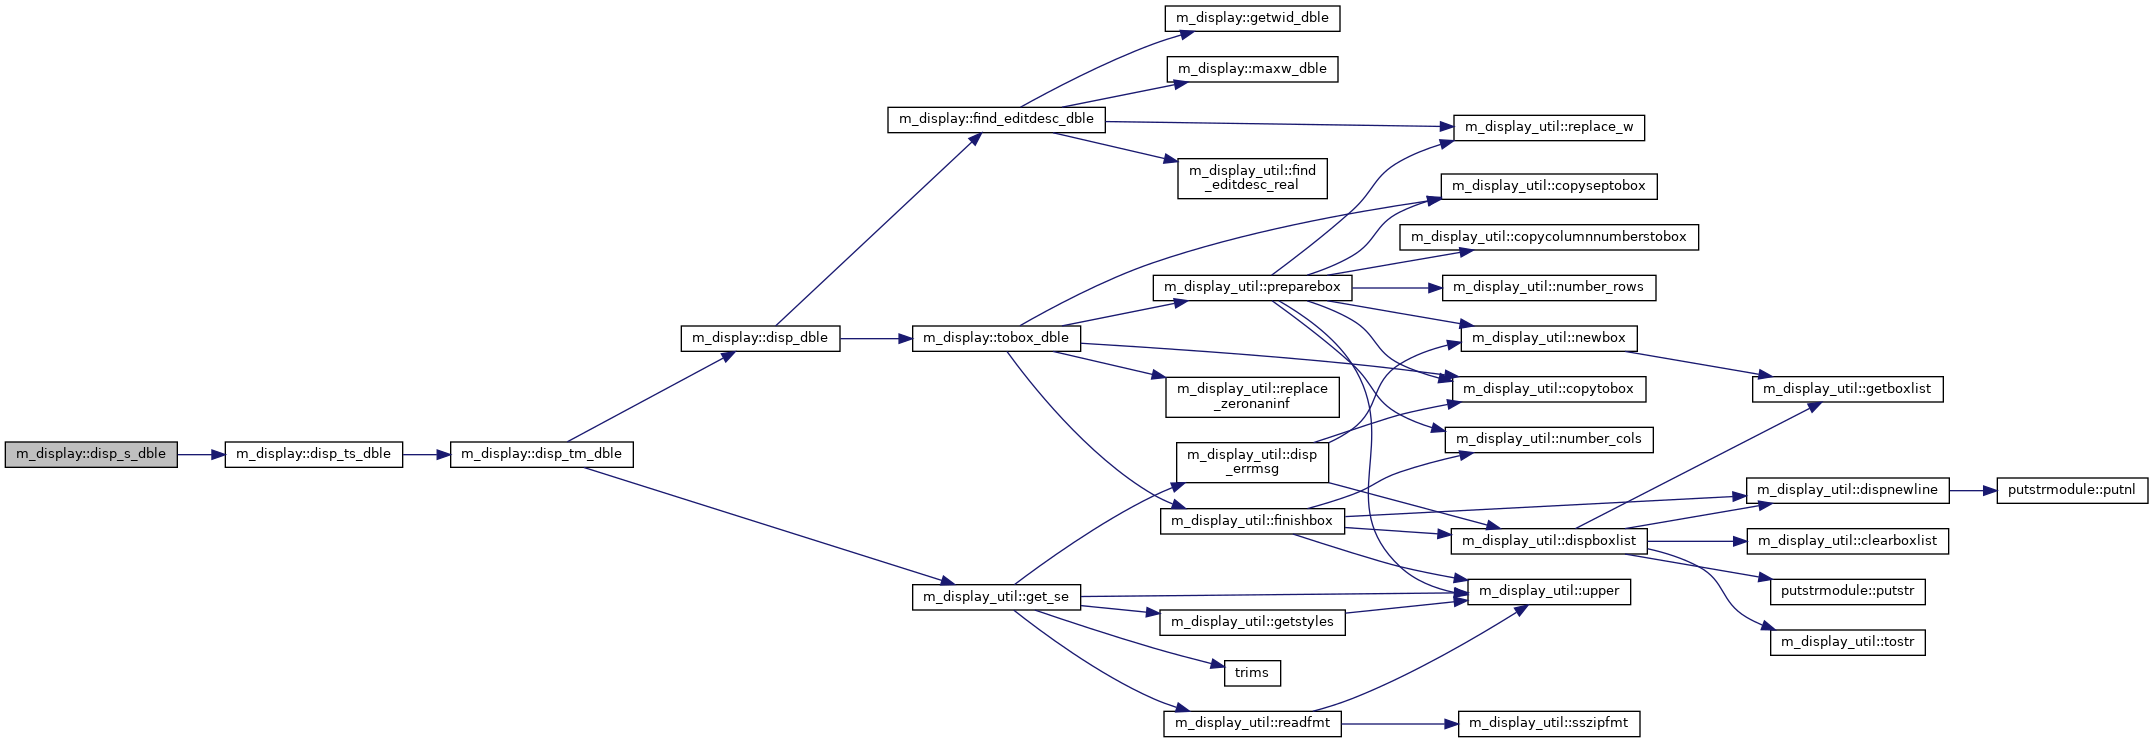 m_display::getwid_dble
m_display::maxw_dble
m_display::find_editdesc_dble
m_display_util::replace_w
m_display_util::find
_editdesc_real
m_display_util::copyseptobox
m_display_util::copycolumnnumberstobox
m_display_util::preparebox
m_display_util::number_rows
m_display::disp_dble
m_display::tobox_dble
m_display_util::newbox
m_display_util::replace
_zeronaninf
m_display_util::copytobox
m_display_util::getboxlist
m_display_util::number_cols
m_display::disp_s_dble
m_display::disp_ts_dble
m_display::disp_tm_dble
m_display_util::disp
_errmsg
m_display_util::dispnewline
putstrmodule::putnl
m_display_util::finishbox
m_display_util::dispboxlist
m_display_util::clearboxlist
m_display_util::get_se
m_display_util::upper
putstrmodule::putstr
m_display_util::getstyles
m_display_util::tostr
trims
m_display_util::readfmt
m_display_util::sszipfmt